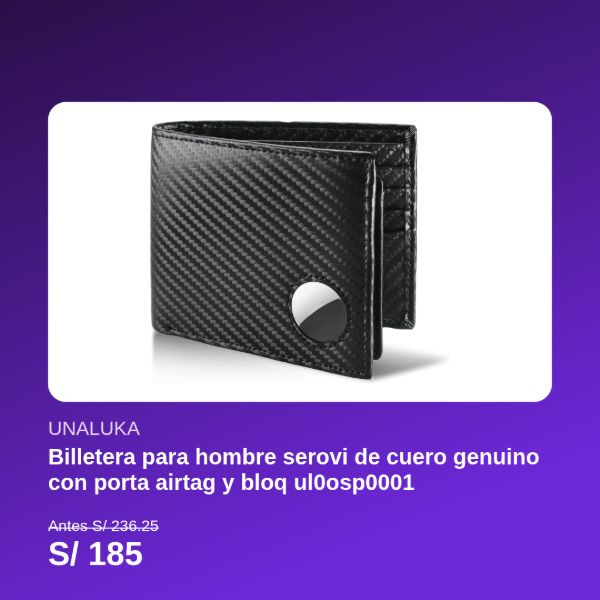 UNALUKA
Billetera para hombre serovi de cuero genuino
con porta airtag y bloq ul0osp0001
Antes S/ 236.25
S/ 185